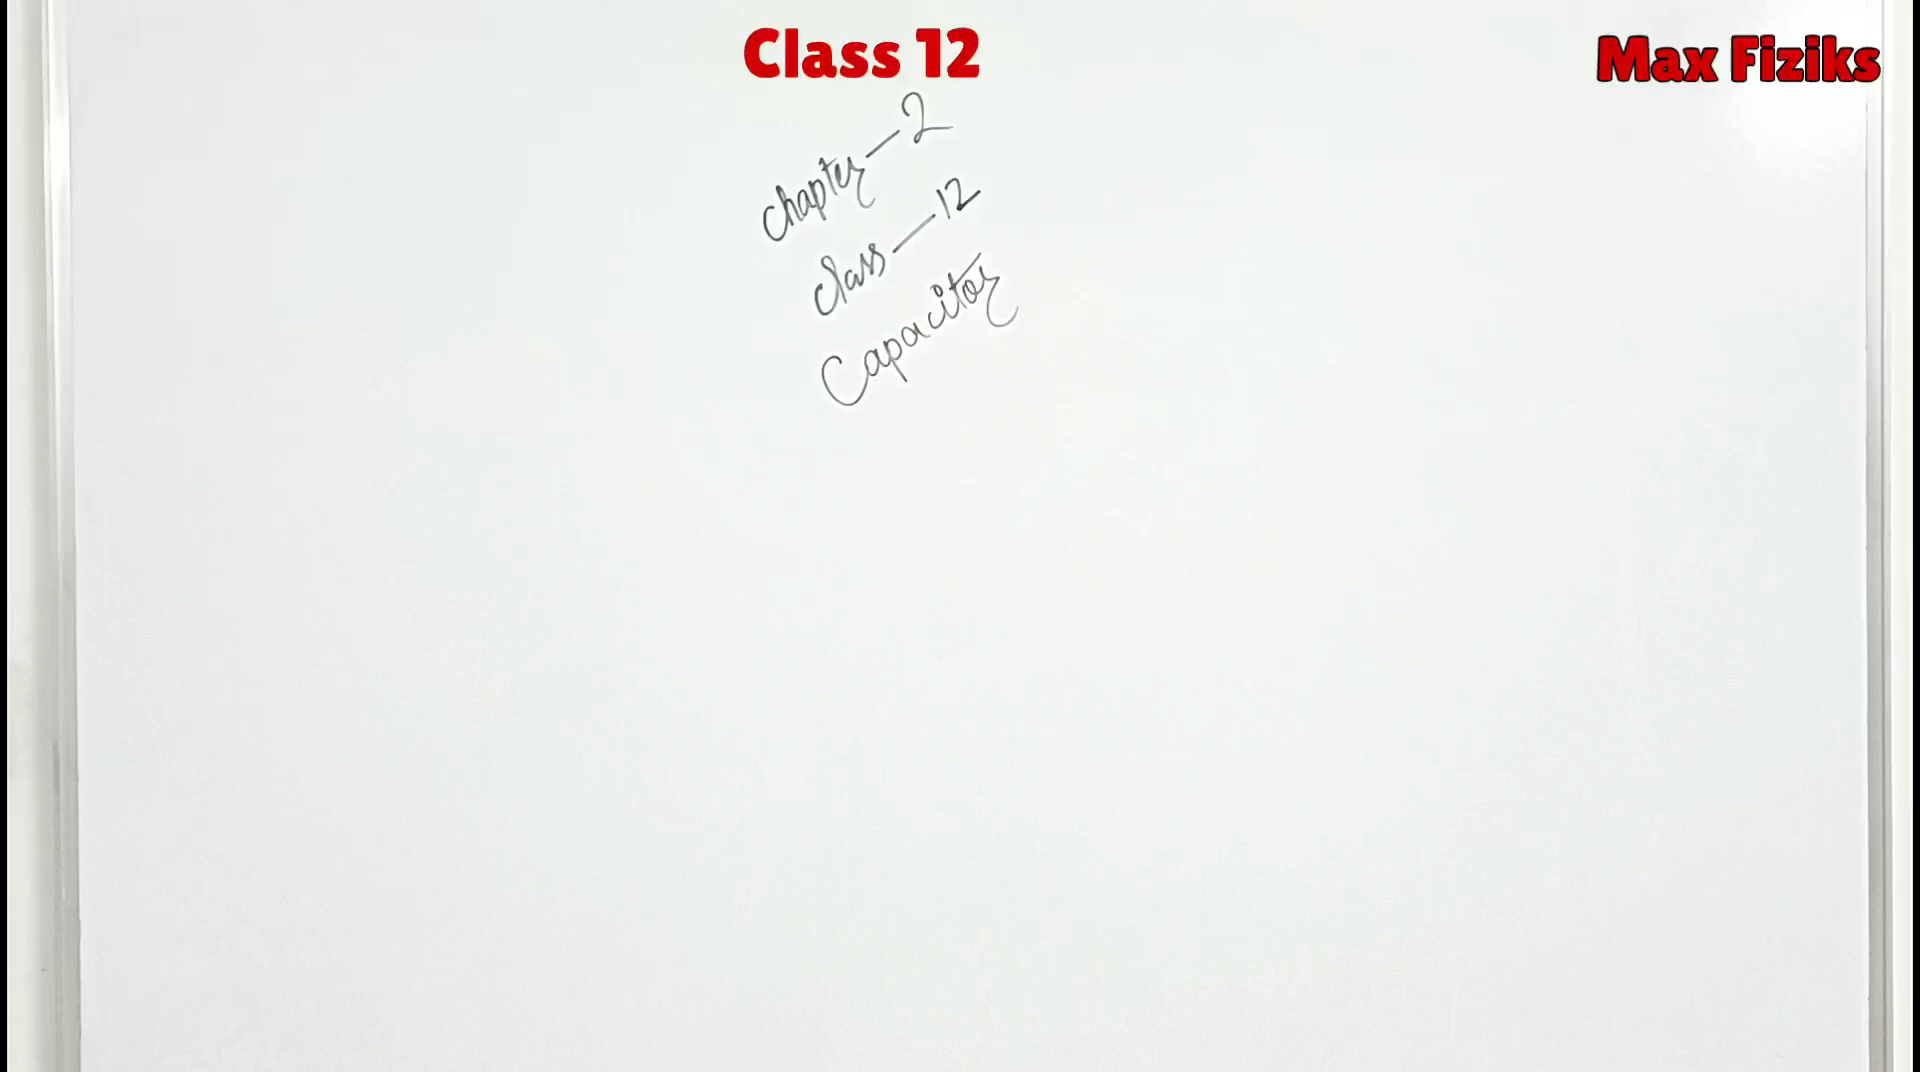 Class 12
Max Fiziks
Chapter - 2
class - 12
Capacitor